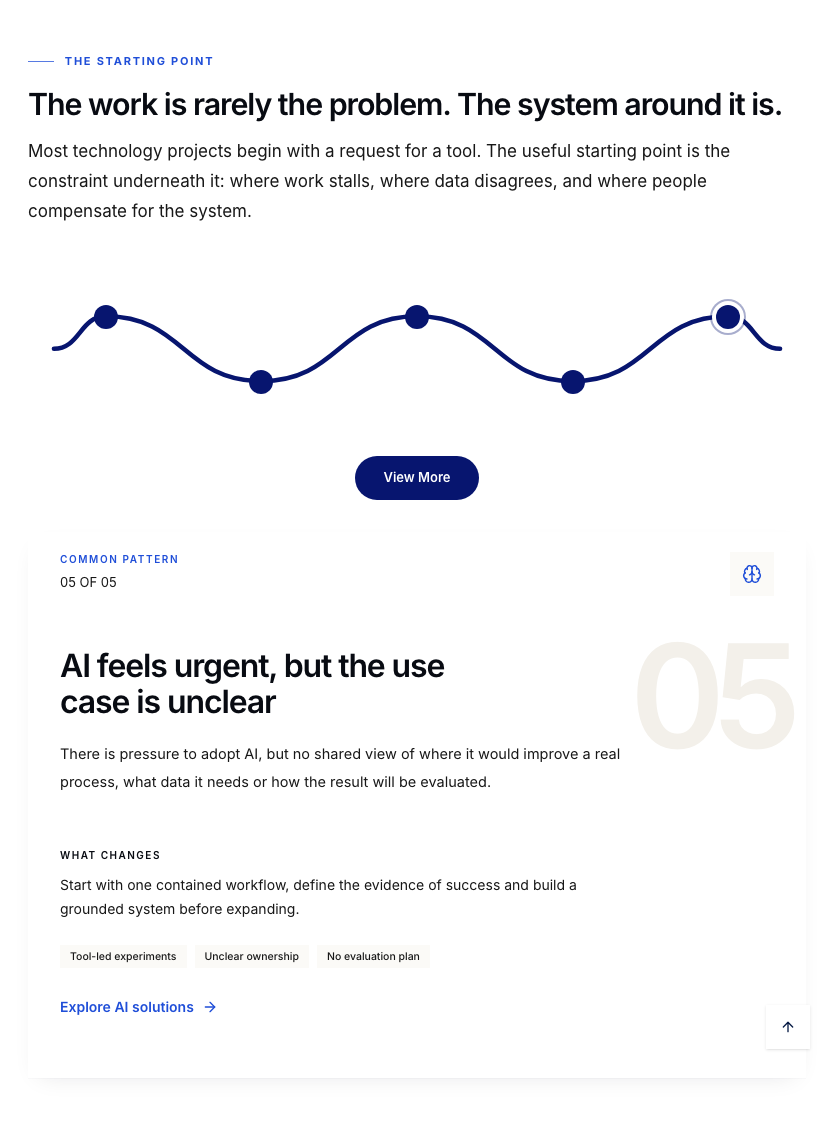 THE STARTING POINT
The work is rarely the problem. The system around it is.
Most technology projects begin with a request for a tool. The useful starting point is the
constraint underneath it: where work stalls, where data disagrees, and where people
compensate for the system.
View More
COMMON PATTERN
05 OF 05
05
AI feels urgent, but the use
case is unclear
There is pressure to adopt AI, but no shared view of where it would improve a real
process, what data it needs or how the result will be evaluated.
WHAT CHANGES
Start with one contained workflow, define the evidence of success and build a
grounded system before expanding.
Tool-led experiments Unclear ownership No evaluation plan
Explore AI solutions